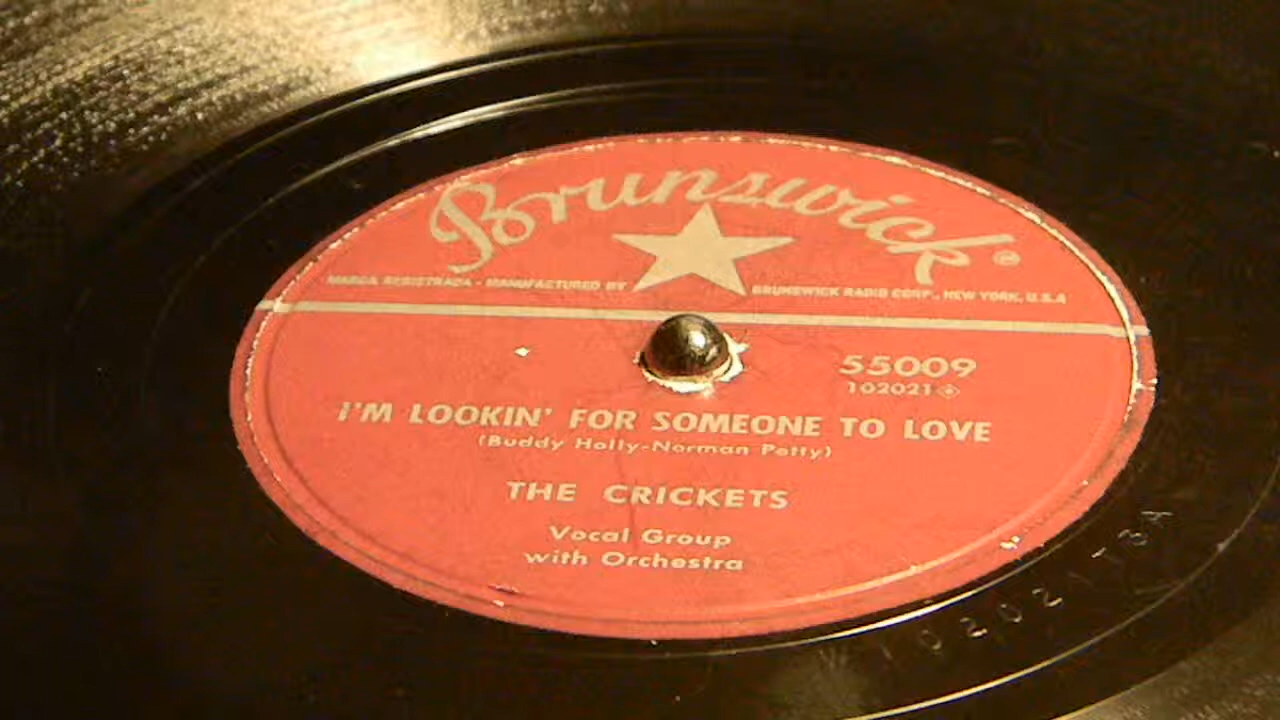 Brunswick®
MARCA REGISTRADA - MANUFACTURED BY BRUNSWICK RADIO CORP., NEW YORK, U.S.A
55009
102021
I'M LOOKIN' FOR SOMEONE TO LOVE
(Buddy Holly-Norman Petty)
THE CRICKETS
Vocal Group
with Orchestra